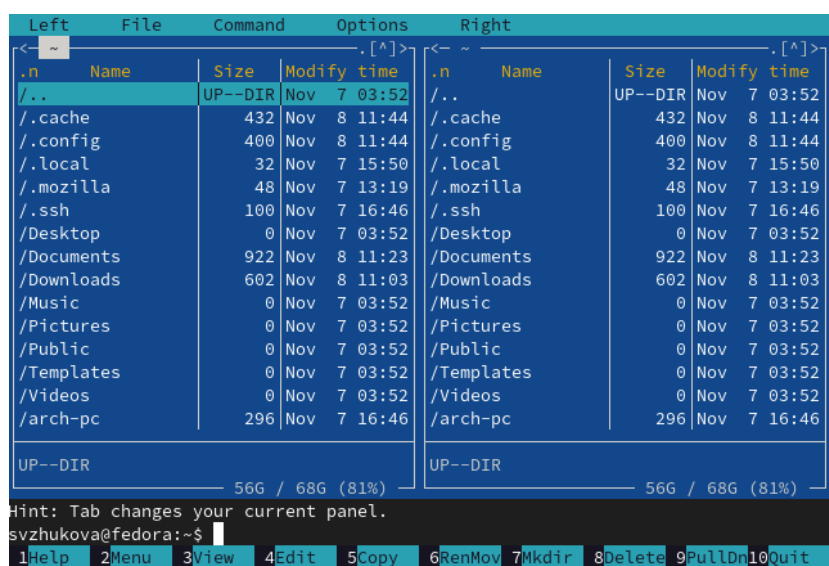 Left File Command Options Right
<─ ~ ─.[^]>┐┌<─ ~ ─.[^]>
.n Name Size Modify time .n Name Size Modify time
/.. UP--DIR Nov 7 03:52 /.. UP--DIR Nov 7 03:52
/.cache 432 Nov 8 11:44 /.cache 432 Nov 8 11:44
/.config 400 Nov 8 11:44 /.config 400 Nov 8 11:44
/.local 32 Nov 7 15:50 /.local 32 Nov 7 15:50
/.mozilla 48 Nov 7 13:19 /.mozilla 48 Nov 7 13:19
/.ssh 100 Nov 7 16:46 /.ssh 100 Nov 7 16:46
/Desktop 0 Nov 7 03:52 /Desktop 0 Nov 7 03:52
/Documents 922 Nov 8 11:23 /Documents 922 Nov 8 11:23
/Downloads 602 Nov 8 11:03 /Downloads 602 Nov 8 11:03
/Music 0 Nov 7 03:52 /Music 0 Nov 7 03:52
/Pictures 0 Nov 7 03:52 /Pictures 0 Nov 7 03:52
/Public 0 Nov 7 03:52 /Public 0 Nov 7 03:52
/Templates 0 Nov 7 03:52 /Templates 0 Nov 7 03:52
/Videos 0 Nov 7 03:52 /Videos 0 Nov 7 03:52
/arch-pc 296 Nov 7 16:46 /arch-pc 296 Nov 7 16:46
UP--DIR UP--DIR
56G / 68G (81%) 56G / 68G (81%)
Hint: Tab changes your current panel.
svzhukova@fedora:~$
1Help 2Menu 3View 4Edit 5Copy 6RenMov 7Mkdir 8Delete 9PullDn 10Quit